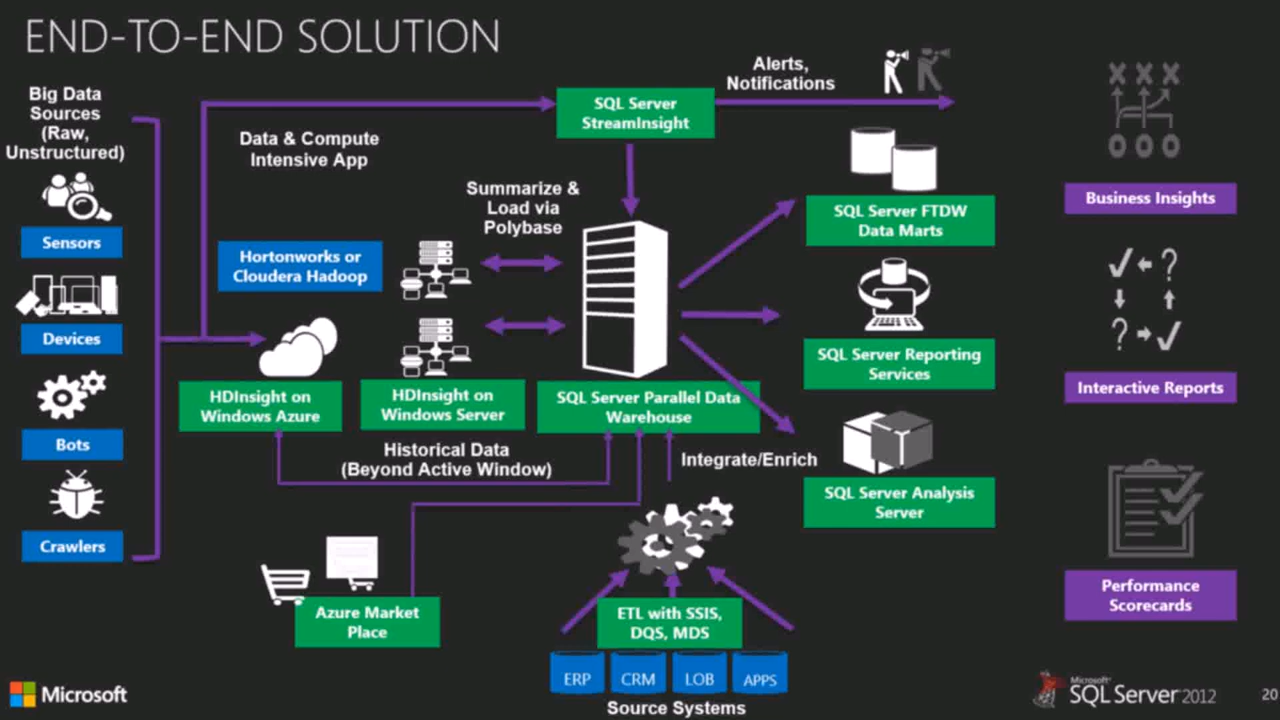 END-TO-END SOLUTION
Big Data
Sources
(Raw,
Unstructured)
Sensors
Devices
Bots
Crawlers
Data & Compute
Intensive App
SQL Server
StreamInsight
Alerts,
Notifications
Summarize &
Load via
Polybase
Hortonworks or
Cloudera Hadoop
HDInsight on
Windows Azure
HDInsight on
Windows Server
SQL Server Parallel Data
Warehouse
Historical Data
(Beyond Active Window)
Integrate/Enrich
Azure Market
Place
ETL with SSIS,
DQS, MDS
ERP
CRM
LOB
APPS
Source Systems
SQL Server FTDW
Data Marts
SQL Server Reporting
Services
SQL Server Analysis
Server
X X X
O O O
Business Insights
✓ ?
? ✓
Interactive Reports
Performance
Scorecards
Microsoft
Microsoft®
SQL Server 2012
20